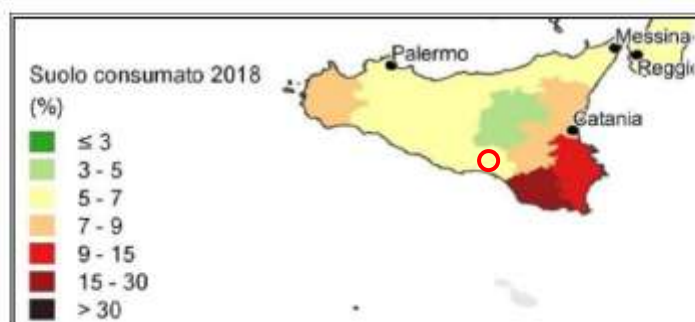 Messina
Palermo
Reggio
Suolo consumato 2018
(%)
Catania
≤ 3
3 - 5
5 - 7
7 - 9
9 - 15
15 - 30
> 30